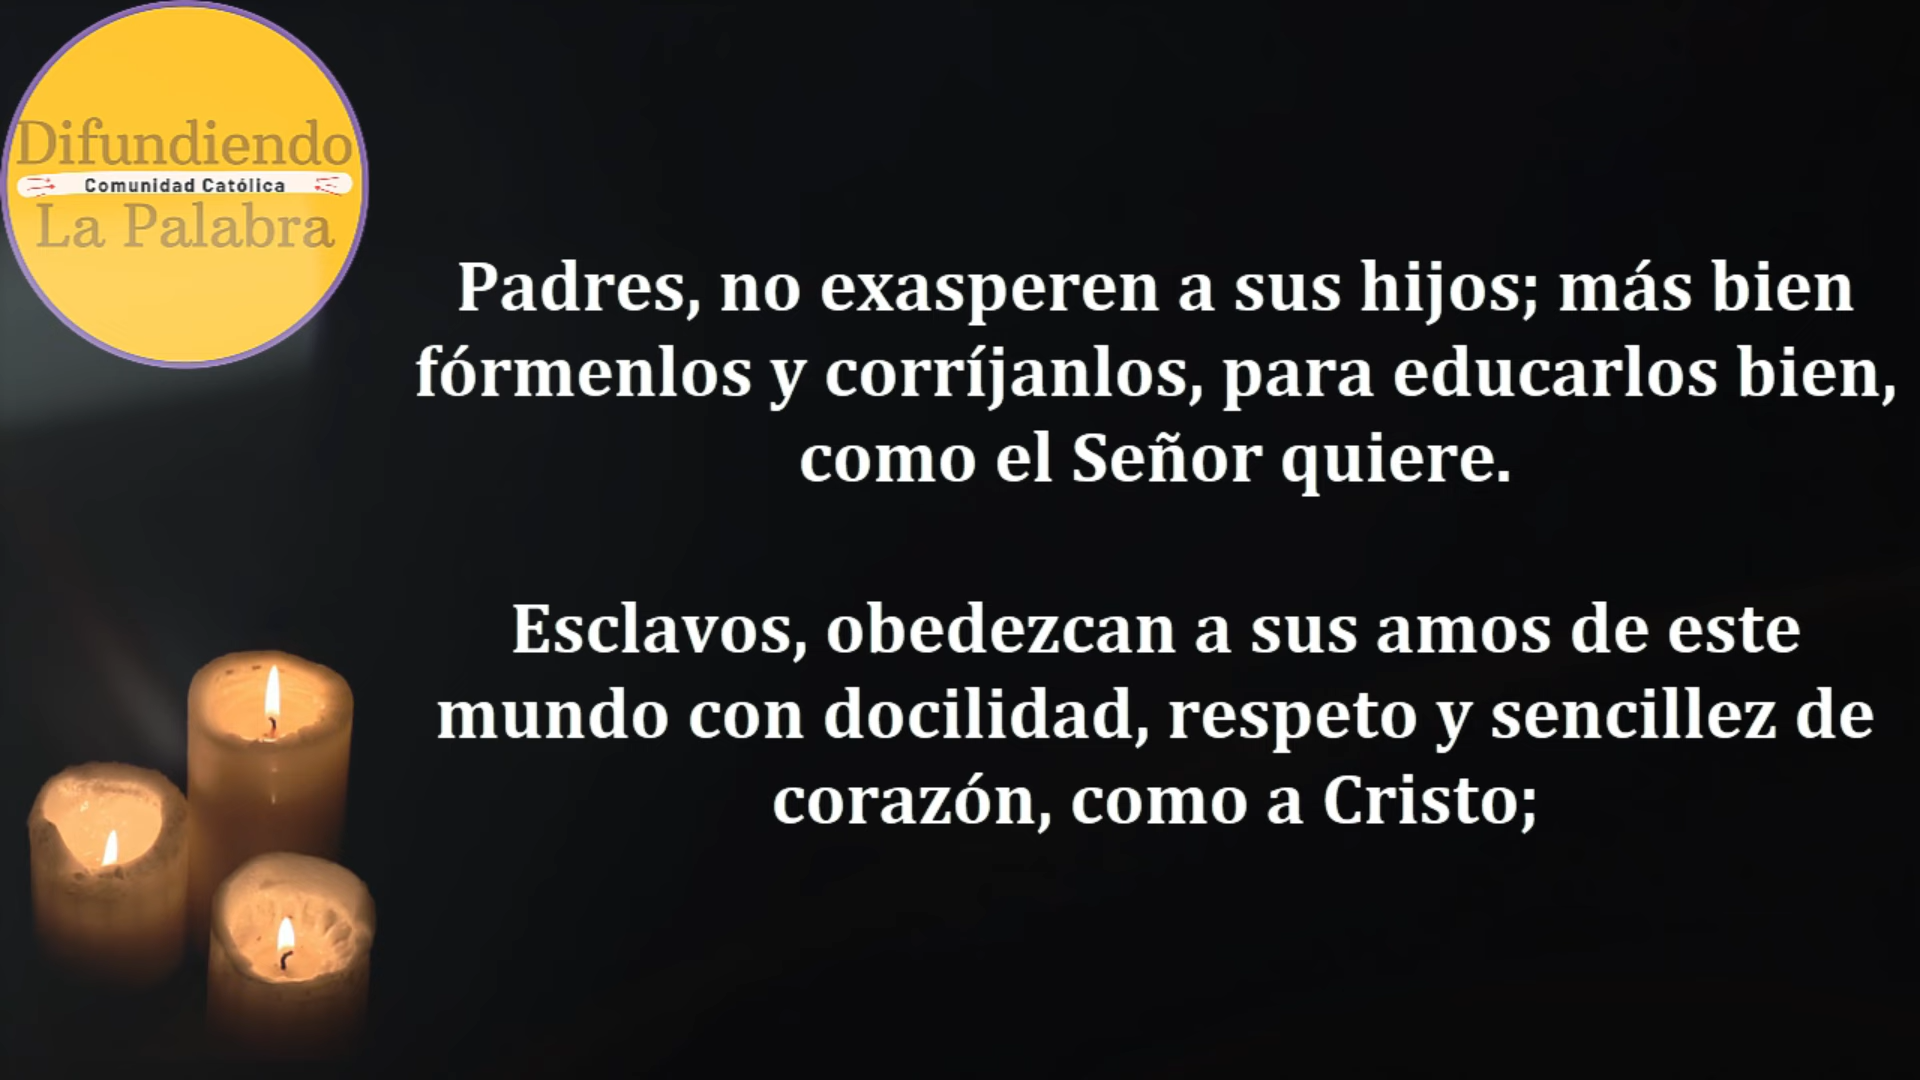 Difundiendo
Comunidad Católica
La Palabra
Padres, no exasperen a sus hijos; más bien
fórmenlos y corríjanlos, para educarlos bien,
como el Señor quiere.
Esclavos, obedezcan a sus amos de este
mundo con docilidad, respeto y sencillez de
corazón, como a Cristo;